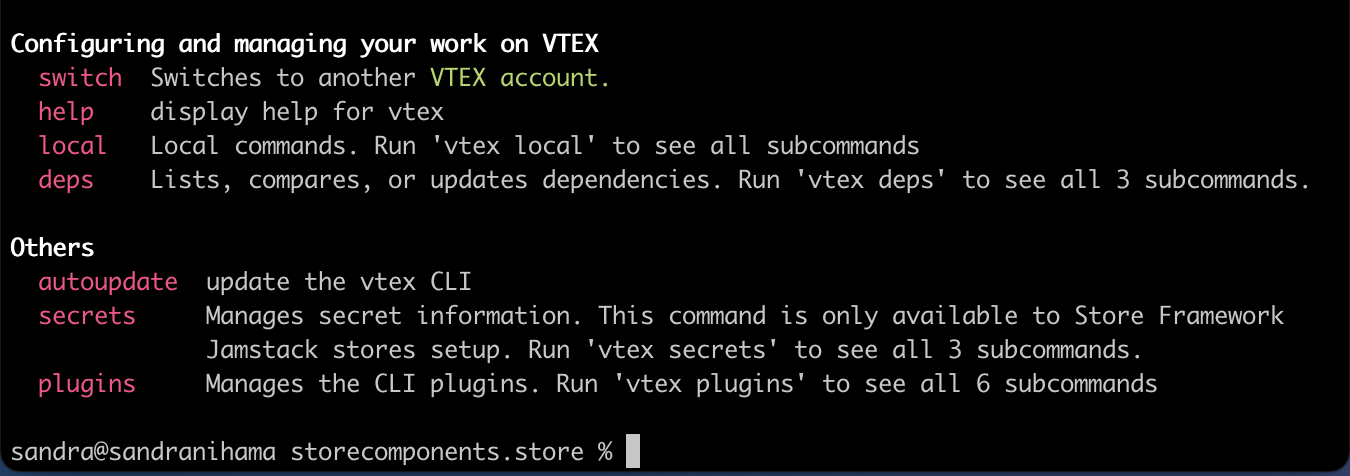 Configuring and managing your work on VTEX
switch Switches to another VTEX account.
help display help for vtex
local Local commands. Run 'vtex local' to see all subcommands
deps Lists, compares, or updates dependencies. Run 'vtex deps' to see all 3 subcommands.
Others
autoupdate update the vtex CLI
secrets Manages secret information. This command is only available to Store Framework
Jamstack stores setup. Run 'vtex secrets' to see all 3 subcommands.
plugins Manages the CLI plugins. Run 'vtex plugins' to see all 6 subcommands
sandra@sandranihama storecomponents.store %